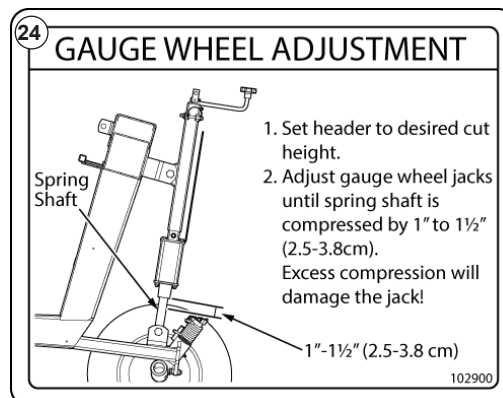 24
GAUGE WHEEL ADJUSTMENT
1. Set header to desired cut
height.
2. Adjust gauge wheel jacks
until spring shaft is
compressed by 1" to 1½"
(2.5-3.8cm).
Excess compression will
damage the jack!
Spring
Shaft
1"-1½" (2.5-3.8 cm)
102900